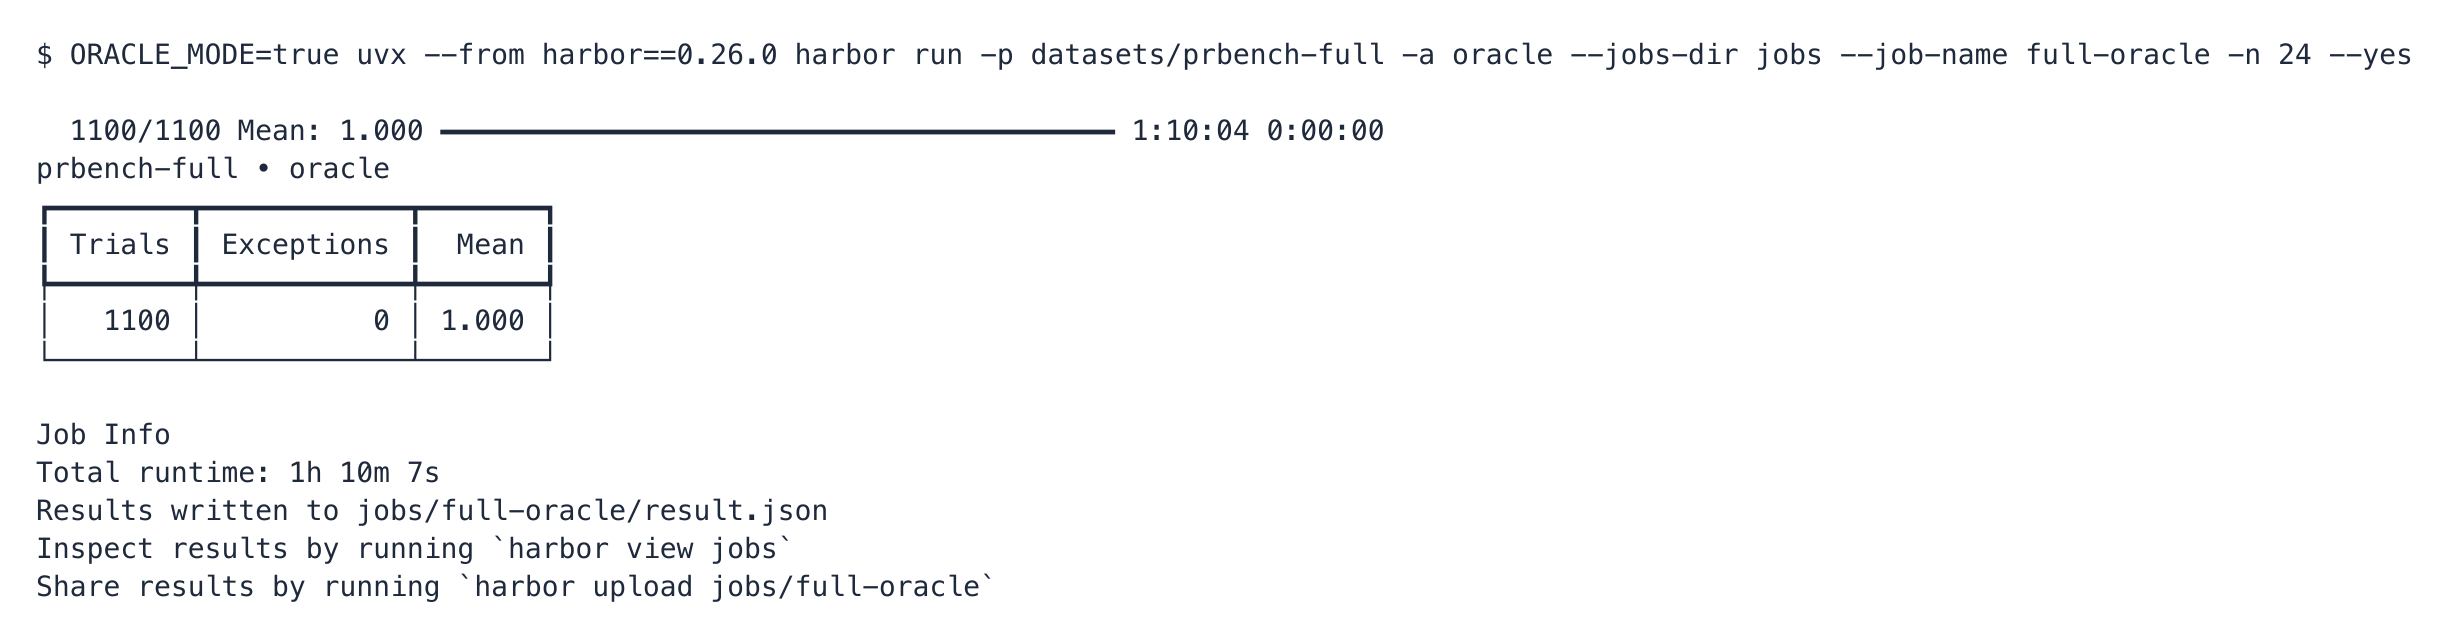 $ ORACLE_MODE=true uvx --from harbor==0.26.0 harbor run -p datasets/prbench-full -a oracle --jobs-dir jobs --job-name full-oracle -n 24 --yes
1100/1100 Mean: 1.000 1:10:04 0:00:00
prbench-full • oracle
Trials Exceptions Mean
1100 0 1.000
Job Info
Total runtime: 1h 10m 7s
Results written to jobs/full-oracle/result.json
Inspect results by running `harbor view jobs`
Share results by running `harbor upload jobs/full-oracle`